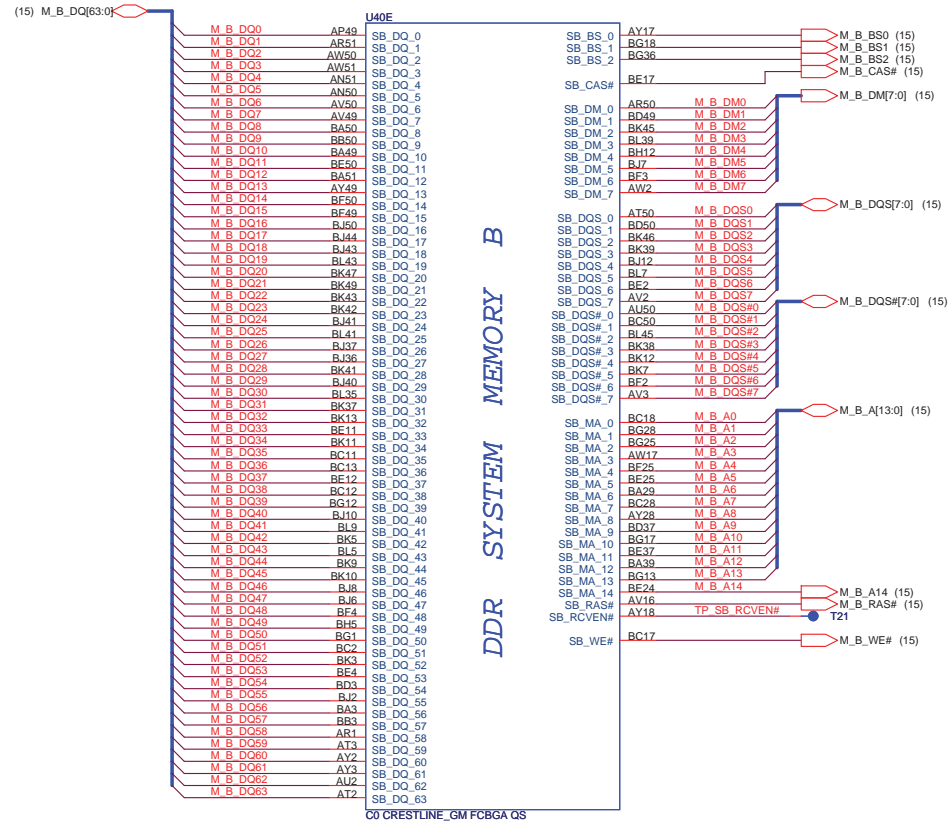 (15) M_B_DQ[63:0]
U40E
M_B_DQ0 AP49 SB_DQ_0
M_B_DQ1 AR51 SB_DQ_1
M_B_DQ2 AW50 SB_DQ_2
M_B_DQ3 AW51 SB_DQ_3
M_B_DQ4 AN51 SB_DQ_4
M_B_DQ5 AN50 SB_DQ_5
M_B_DQ6 AV50 SB_DQ_6
M_B_DQ7 AV49 SB_DQ_7
M_B_DQ8 BA50 SB_DQ_8
M_B_DQ9 BB50 SB_DQ_9
M_B_DQ10 BA49 SB_DQ_10
M_B_DQ11 BE50 SB_DQ_11
M_B_DQ12 BA51 SB_DQ_12
M_B_DQ13 AY49 SB_DQ_13
M_B_DQ14 BF50 SB_DQ_14
M_B_DQ15 BF49 SB_DQ_15
M_B_DQ16 BJ50 SB_DQ_16
M_B_DQ17 BJ44 SB_DQ_17
M_B_DQ18 BJ43 SB_DQ_18
M_B_DQ19 BL43 SB_DQ_19
M_B_DQ20 BK47 SB_DQ_20
M_B_DQ21 BK49 SB_DQ_21
M_B_DQ22 BK43 SB_DQ_22
M_B_DQ23 BK42 SB_DQ_23
M_B_DQ24 BJ41 SB_DQ_24
M_B_DQ25 BL41 SB_DQ_25
M_B_DQ26 BJ37 SB_DQ_26
M_B_DQ27 BJ36 SB_DQ_27
M_B_DQ28 BK41 SB_DQ_28
M_B_DQ29 BJ40 SB_DQ_29
M_B_DQ30 BL35 SB_DQ_30
M_B_DQ31 BK37 SB_DQ_31
M_B_DQ32 BK13 SB_DQ_32
M_B_DQ33 BE11 SB_DQ_33
M_B_DQ34 BK11 SB_DQ_34
M_B_DQ35 BC11 SB_DQ_35
M_B_DQ36 BC13 SB_DQ_36
M_B_DQ37 BE12 SB_DQ_37
M_B_DQ38 BC12 SB_DQ_38
M_B_DQ39 BG12 SB_DQ_39
M_B_DQ40 BJ10 SB_DQ_40
M_B_DQ41 BL9 SB_DQ_41
M_B_DQ42 BK5 SB_DQ_42
M_B_DQ43 BL5 SB_DQ_43
M_B_DQ44 BK9 SB_DQ_44
M_B_DQ45 BK10 SB_DQ_45
M_B_DQ46 BJ8 SB_DQ_46
M_B_DQ47 BJ6 SB_DQ_47
M_B_DQ48 BF4 SB_DQ_48
M_B_DQ49 BH5 SB_DQ_49
M_B_DQ50 BG1 SB_DQ_50
M_B_DQ51 BC2 SB_DQ_51
M_B_DQ52 BK3 SB_DQ_52
M_B_DQ53 BE4 SB_DQ_53
M_B_DQ54 BD3 SB_DQ_54
M_B_DQ55 BJ2 SB_DQ_55
M_B_DQ56 BA3 SB_DQ_56
M_B_DQ57 BB3 SB_DQ_57
M_B_DQ58 AR1 SB_DQ_58
M_B_DQ59 AT3 SB_DQ_59
M_B_DQ60 AY2 SB_DQ_60
M_B_DQ61 AY3 SB_DQ_61
M_B_DQ62 AU2 SB_DQ_62
M_B_DQ63 AT2 SB_DQ_63
DDR SYSTEM MEMORY B
SB_BS_0 AY17 M_B_BS0 (15)
SB_BS_1 BG18 M_B_BS1 (15)
SB_BS_2 BG36 M_B_BS2 (15)
SB_CAS# BE17 M_B_CAS# (15)
M_B_DM[7:0] (15)
SB_DM_0 AR50 M_B_DM0
SB_DM_1 BD49 M_B_DM1
SB_DM_2 BK45 M_B_DM2
SB_DM_3 BL39 M_B_DM3
SB_DM_4 BH12 M_B_DM4
SB_DM_5 BJ7 M_B_DM5
SB_DM_6 BF3 M_B_DM6
SB_DM_7 AW2 M_B_DM7
M_B_DQS[7:0] (15)
SB_DQS_0 AT50 M_B_DQS0
SB_DQS_1 BD50 M_B_DQS1
SB_DQS_2 BK46 M_B_DQS2
SB_DQS_3 BK39 M_B_DQS3
SB_DQS_4 BJ12 M_B_DQS4
SB_DQS_5 BL7 M_B_DQS5
SB_DQS_6 BE2 M_B_DQS6
SB_DQS_7 AV2 M_B_DQS7
M_B_DQS#[7:0] (15)
SB_DQS#_0 AU50 M_B_DQS#0
SB_DQS#_1 BC50 M_B_DQS#1
SB_DQS#_2 BL45 M_B_DQS#2
SB_DQS#_3 BK38 M_B_DQS#3
SB_DQS#_4 BK12 M_B_DQS#4
SB_DQS#_5 BK7 M_B_DQS#5
SB_DQS#_6 BF2 M_B_DQS#6
SB_DQS#_7 AV3 M_B_DQS#7
M_B_A[13:0] (15)
SB_MA_0 BC18 M_B_A0
SB_MA_1 BG28 M_B_A1
SB_MA_2 BG25 M_B_A2
SB_MA_3 AW17 M_B_A3
SB_MA_4 BF25 M_B_A4
SB_MA_5 BE25 M_B_A5
SB_MA_6 BA29 M_B_A6
SB_MA_7 BC28 M_B_A7
SB_MA_8 AY28 M_B_A8
SB_MA_9 BD37 M_B_A9
SB_MA_10 BG17 M_B_A10
SB_MA_11 BE37 M_B_A11
SB_MA_12 BA39 M_B_A12
SB_MA_13 BG13 M_B_A13
SB_MA_14 BE24 M_B_A14 M_B_A14 (15)
SB_RAS# AV16 M_B_RAS# (15)
SB_RCVEN# AY18 TP_SB_RCVEN# T21
SB_WE# BC17 M_B_WE# (15)
C0 CRESTLINE_GM FCBGA QS